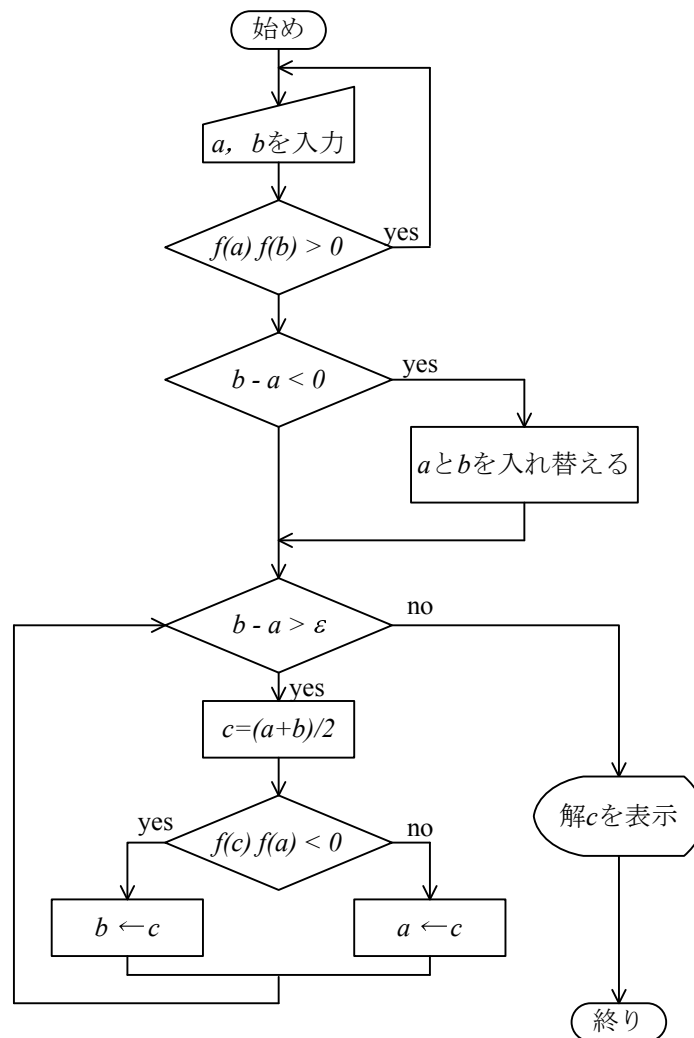 始め
a，bを入力
f(a) f(b) > 0
yes
b - a < 0
yes
aとbを入れ替える
b - a > ε
no
yes
c=(a+b)/2
yes
f(c) f(a) < 0
no
解cを表示
b ←c
a ←c
終り